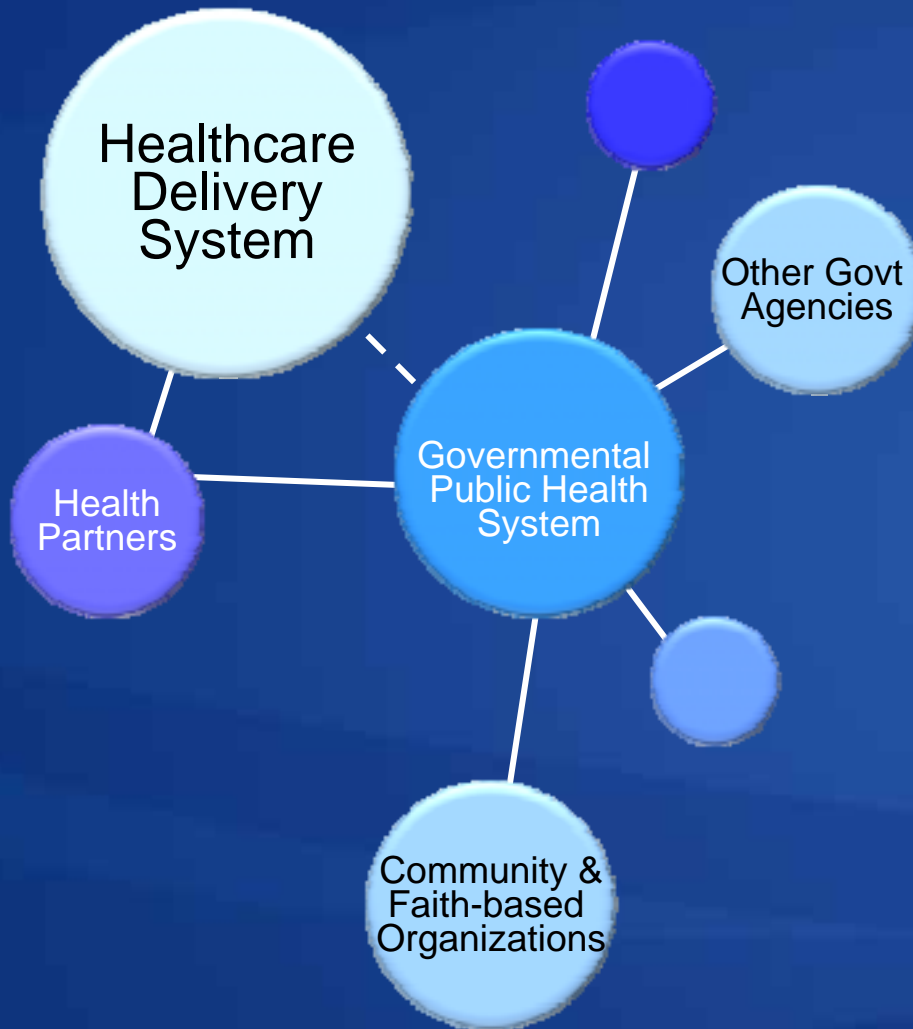 Healthcare
Delivery
System
Other Govt
Agencies
Governmental
Public Health
System
Health
Partners
Community &
Faith-based
Organizations